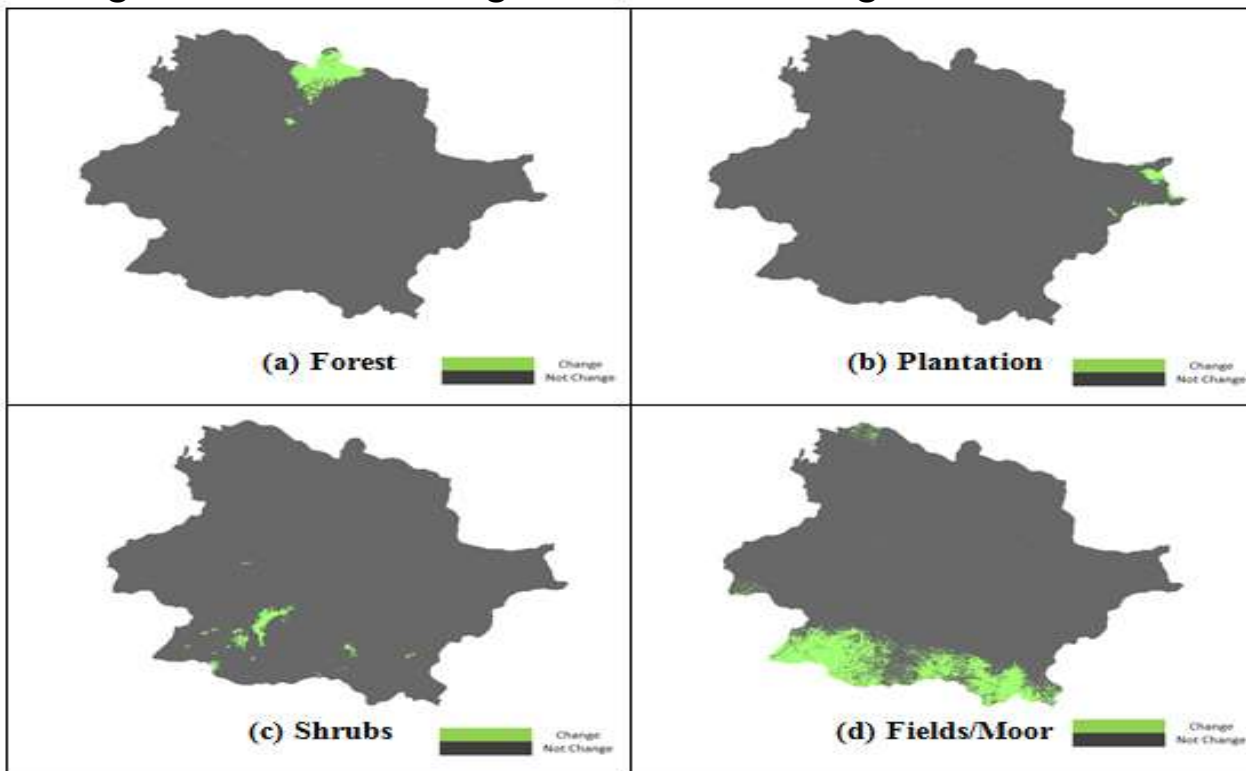 (a) Forest
Change
Not Change
(b) Plantation
Change
Not Change
(c) Shrubs
Change
Not Change
(d) Fields/Moor
Change
Not Change